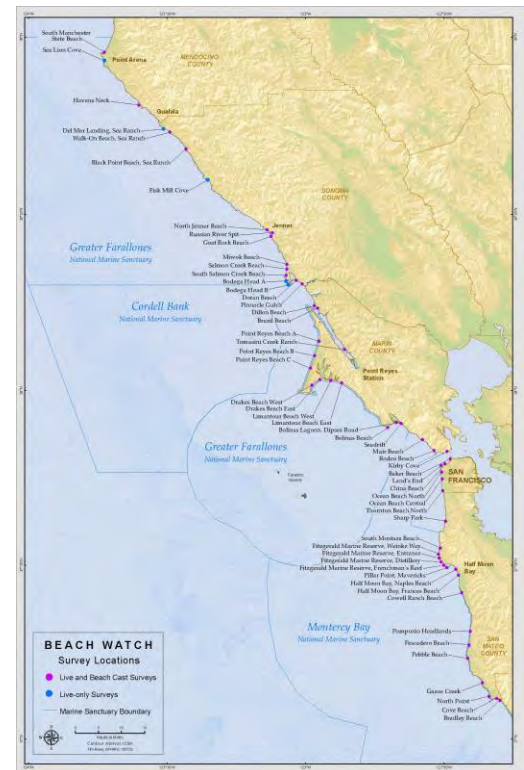 South Manchester
State Beach
Sea Lion Cove
Point Arena
MENDOCINO
COUNTY
Havens Neck
Gualala
Del Mar Landing, Sea Ranch
Walk-On Beach, Sea Ranch
Black Point Beach, Sea Ranch
Fisk Mill Cove
SONOMA
COUNTY
North Jenner Beach
Jenner
Russian River Spit
Goat Rock Beach
Greater Farallones
National Marine Sanctuary
Miwok Beach
Salmon Creek Beach
South Salmon Creek Beach
Bodega Head A
Bodega Head B
Doran Beach
Pinnacle Gulch
Dillon Beach
Brazil Beach
Cordell Bank
National Marine Sanctuary
Point Reyes Beach A
Tomasini Creek Ranch
Point Reyes Beach B
Point Reyes Beach C
MARIN
COUNTY
Point Reyes
Station
Drakes Beach West
Drakes Beach East
Limantour Beach West
Limantour Beach East
Bolinas Lagoon, Dipsea Road
Bolinas Beach
Seadrift
Muir Beach
Rodeo Beach
Kirby Cove
Baker Beach
Land's End
China Beach
Ocean Beach North
Ocean Beach Central
Thornton Beach North
Sharp Park
SAN
FRANCISCO
Greater Farallones
National Marine Sanctuary
Farallon
Islands
South Montara Beach
Fitzgerald Marine Reserve, Wienke Way
Fitzgerald Marine Reserve, Entrance
Fitzgerald Marine Reserve, Distillery
Fitzgerald Marine Reserve, Frenchman's Reef
Pillar Point, Mavericks
Half Moon Bay, Naples Beach
Half Moon Bay, Francis Beach
Cowell Ranch Beach
Half Moon
Bay
Monterey Bay
National Marine Sanctuary
Pomponio Headlands
Pescadero Beach
Pebble Beach
SAN
MATEO
COUNTY
Gazos Creek
North Point
Cove Beach
Bradley Beach
BEACH WATCH
Survey Locations
Live and Beach Cast Surveys
Live-only Surveys
Marine Sanctuary Boundary